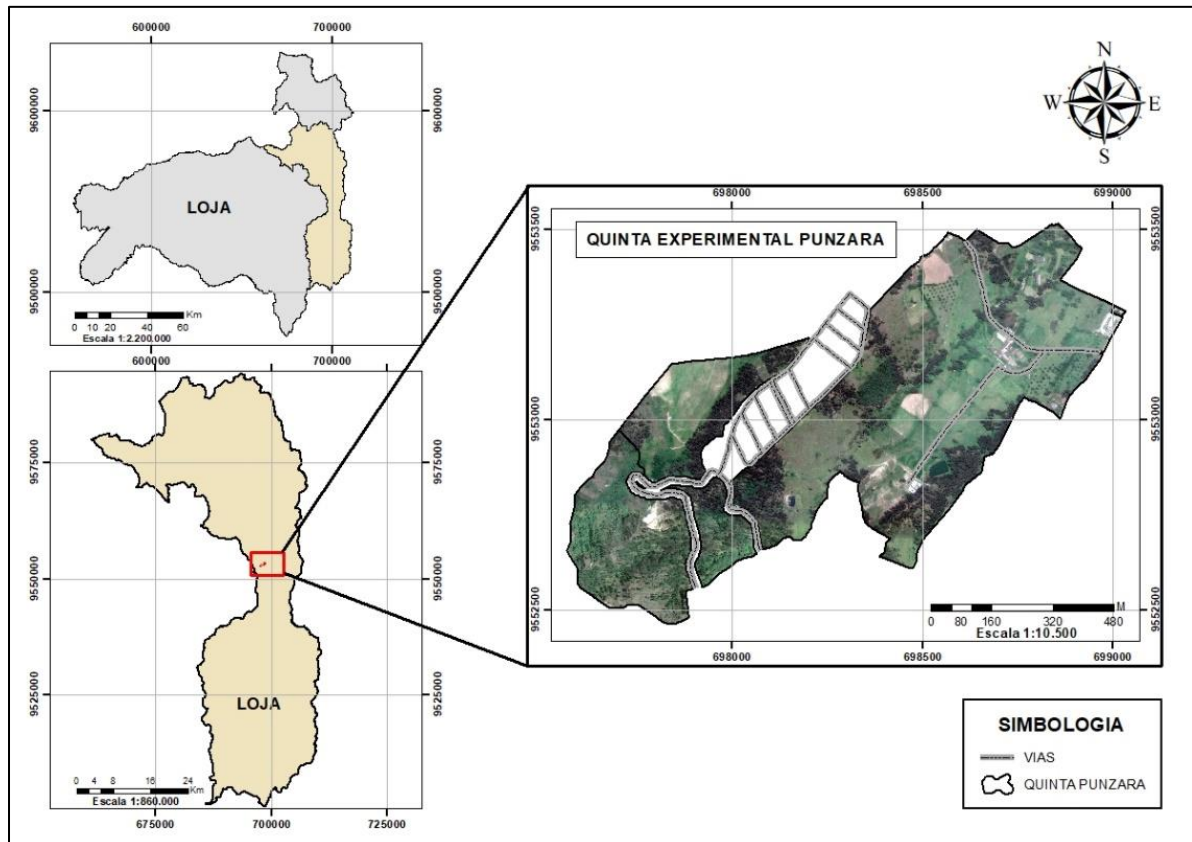 600000 700000
9600000 9600000
LOJA
9500000 9500000
0 10 20 40 60
Km
Escala 1:2.200.000
600000 700000
9575000 9575000
9550000 9550000
9525000 9525000
LOJA
0 4 8 16 24
Km
Escala 1:860.000
675000 700000 725000
N
W E
S
698000 698500 699000
9553500 9553500
QUINTA EXPERIMENTAL PUNZARA
9553000 9553000
9552500 9552500
0 80 160 320 480
M
Escala 1:10.500
698000 698500 699000
SIMBOLOGIA
VIAS
QUINTA PUNZARA